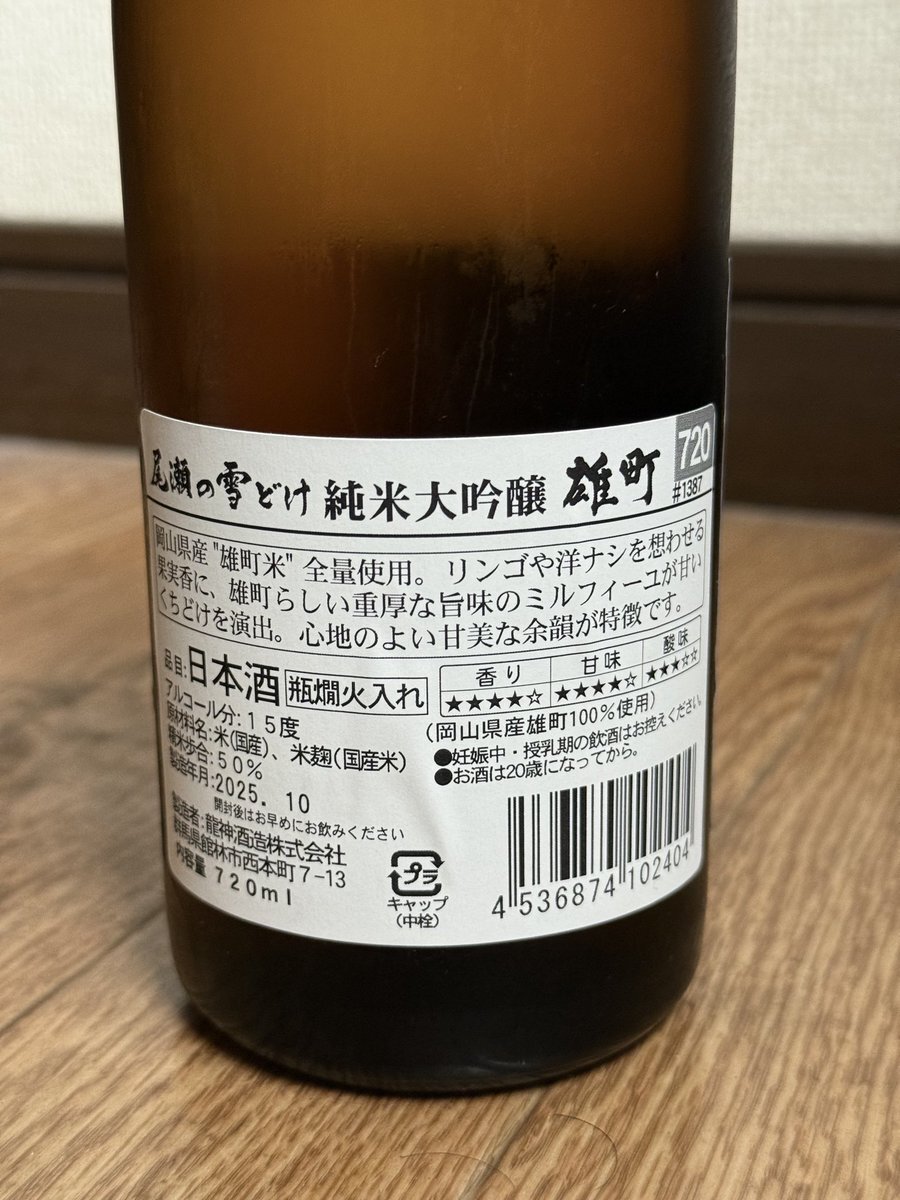 尾瀬の雪どけ 純米大吟醸 雄町
720
#1387
岡山県産"雄町米"全量使用。リンゴや洋ナシを想わせる
果実香に、雄町らしい重厚な旨味のミルフィーユが甘い
くちどけを演出。心地のよい甘美な余韻が特徴です。
品目:日本酒 瓶燗火入れ
アルコール分:15度
原材料名:米(国産)、米麹(国産米)
精米歩合:50%
製造年月:2025.10
開封後はお早めにお飲みください
製造者:龍神酒造株式会社
群馬県館林市西本町7-13
内容量 720ml
香り 甘味 酸味
★★★★☆ ★★★★☆ ★★★☆☆
(岡山県産雄町100%使用)
●妊娠中・授乳期の飲酒はお控えください。
●お酒は20歳になってから。
プラ
キャップ
(中栓)
4 536874 102404